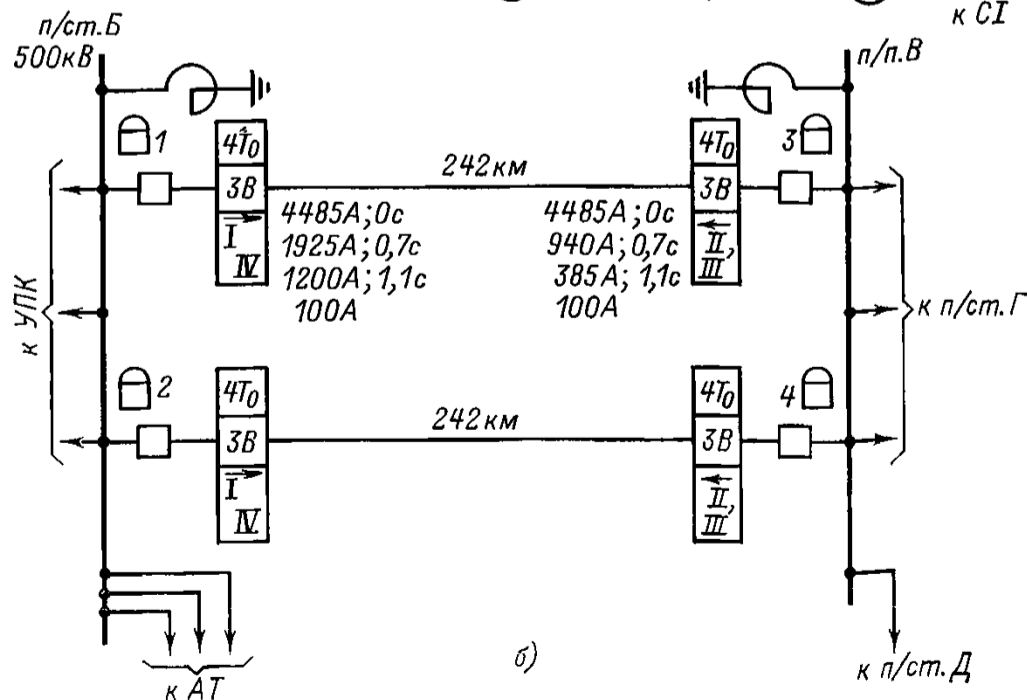 к СI
п/ст.Б
500кВ
п/п.В
1
4T₀
3В
I
IV
242км
4485А; 0с
1925А; 0,7с
1200А; 1,1с
100А
4485А; 0с
940А; 0,7с
385А; 1,1с
100А
4T₀
3В
II,
III
3
к УПК
к п/ст.Г
2
4T₀
3В
I
IV
242км
4T₀
3В
II,
III
4
к АТ
б)
к п/ст.Д